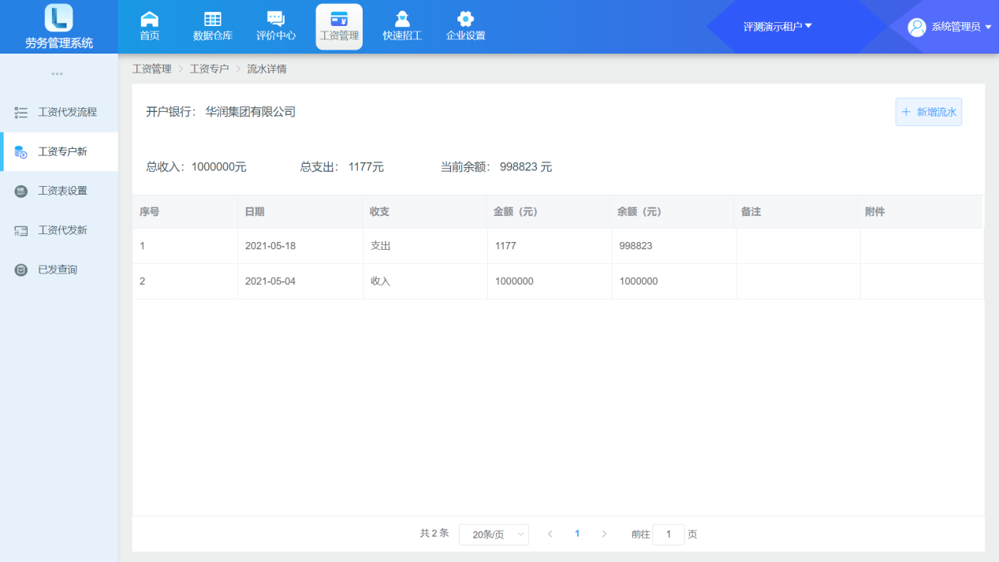 劳务管理系统
首页 数据仓库 评价中心 工资管理 快速招工 企业设置
评测演示租户 系统管理员
工资管理 > 工资专户 > 流水详情
工资代发流程
工资专户新
工资表设置
工资代发新
已发查询
开户银行： 华润集团有限公司
+ 新增流水
总收入：1000000元 总支出： 1177元 当前余额： 998823 元
序号 日期 收支 金额（元） 余额（元） 备注 附件
1 2021-05-18 支出 1177 998823
2 2021-05-04 收入 1000000 1000000
共 2 条 20条/页 < 1 > 前往 1 页